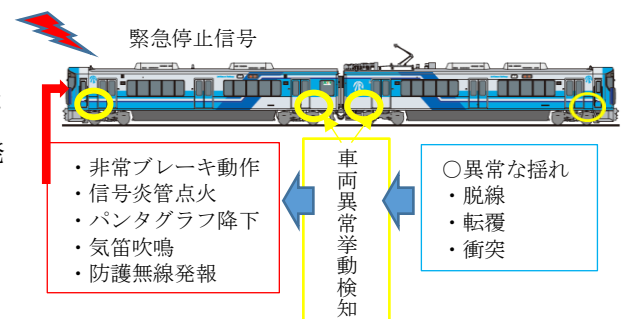 緊急停止信号
・非常ブレーキ動作
・信号炎管点火
・パンタグラフ降下
・気笛吹鳴
・防護無線発報
車両異常挙動検知
○異常な揺れ
・脱線
・転覆
・衝突